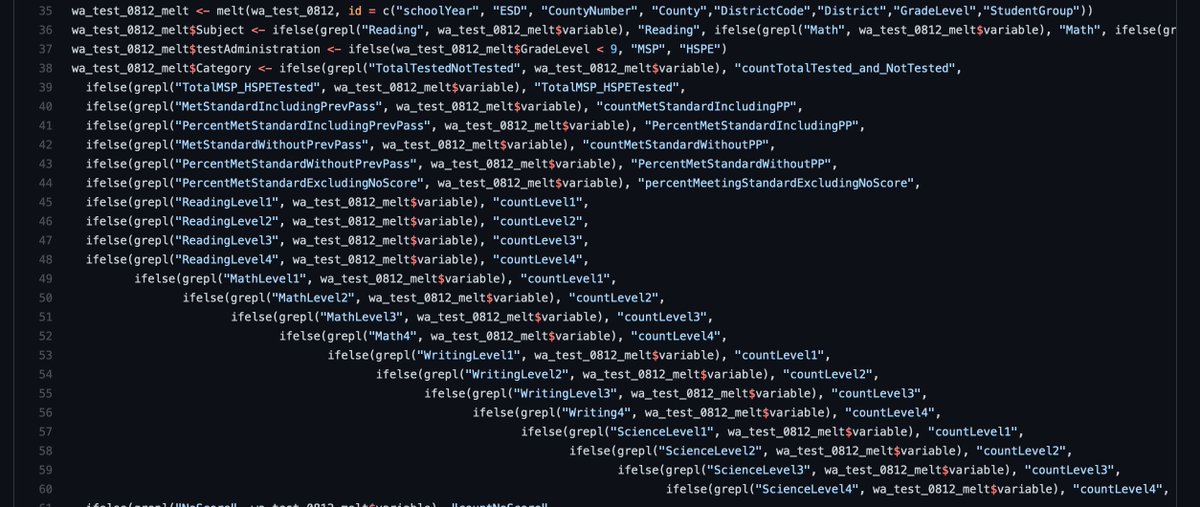 35 wa_test_0812_melt <- melt(wa_test_0812, id = c("schoolYear", "ESD", "CountyNumber", "County","DistrictCode","District","GradeLevel","StudentGroup"))
36 wa_test_0812_melt$Subject <- ifelse(grepl("Reading", wa_test_0812_melt$variable), "Reading", ifelse(grepl("Math", wa_test_0812_melt$variable), "Math", ifelse(gr
37 wa_test_0812_melt$testAdministration <- ifelse(wa_test_0812_melt$GradeLevel < 9, "MSP", "HSPE")
38 wa_test_0812_melt$Category <- ifelse(grepl("TotalTestedNotTested", wa_test_0812_melt$variable), "countTotalTested_and_NotTested",
39 ifelse(grepl("TotalMSP_HSPETested", wa_test_0812_melt$variable), "TotalMSP_HSPETested",
40 ifelse(grepl("MetStandardIncludingPrevPass", wa_test_0812_melt$variable), "countMetStandardIncludingPP",
41 ifelse(grepl("PercentMetStandardIncludingPrevPass", wa_test_0812_melt$variable), "PercentMetStandardIncludingPP",
42 ifelse(grepl("MetStandardWithoutPrevPass", wa_test_0812_melt$variable), "countMetStandardWithoutPP",
43 ifelse(grepl("PercentMetStandardWithoutPrevPass", wa_test_0812_melt$variable), "PercentMetStandardWithoutPP",
44 ifelse(grepl("PercentMetStandardExcludingNoScore", wa_test_0812_melt$variable), "percentMeetingStandardExcludingNoScore",
45 ifelse(grepl("ReadingLevel1", wa_test_0812_melt$variable), "countLevel1",
46 ifelse(grepl("ReadingLevel2", wa_test_0812_melt$variable), "countLevel2",
47 ifelse(grepl("ReadingLevel3", wa_test_0812_melt$variable), "countLevel3",
48 ifelse(grepl("ReadingLevel4", wa_test_0812_melt$variable), "countLevel4",
49 ifelse(grepl("MathLevel1", wa_test_0812_melt$variable), "countLevel1",
50 ifelse(grepl("MathLevel2", wa_test_0812_melt$variable), "countLevel2",
51 ifelse(grepl("MathLevel3", wa_test_0812_melt$variable), "countLevel3",
52 ifelse(grepl("Math4", wa_test_0812_melt$variable), "countLevel4",
53 ifelse(grepl("WritingLevel1", wa_test_0812_melt$variable), "countLevel1",
54 ifelse(grepl("WritingLevel2", wa_test_0812_melt$variable), "countLevel2",
55 ifelse(grepl("WritingLevel3", wa_test_0812_melt$variable), "countLevel3",
56 ifelse(grepl("Writing4", wa_test_0812_melt$variable), "countLevel4",
57 ifelse(grepl("ScienceLevel1", wa_test_0812_melt$variable), "countLevel1",
58 ifelse(grepl("ScienceLevel2", wa_test_0812_melt$variable), "countLevel2",
59 ifelse(grepl("ScienceLevel3", wa_test_0812_melt$variable), "countLevel3",
60 ifelse(grepl("ScienceLevel4", wa_test_0812_melt$variable), "countLevel4",